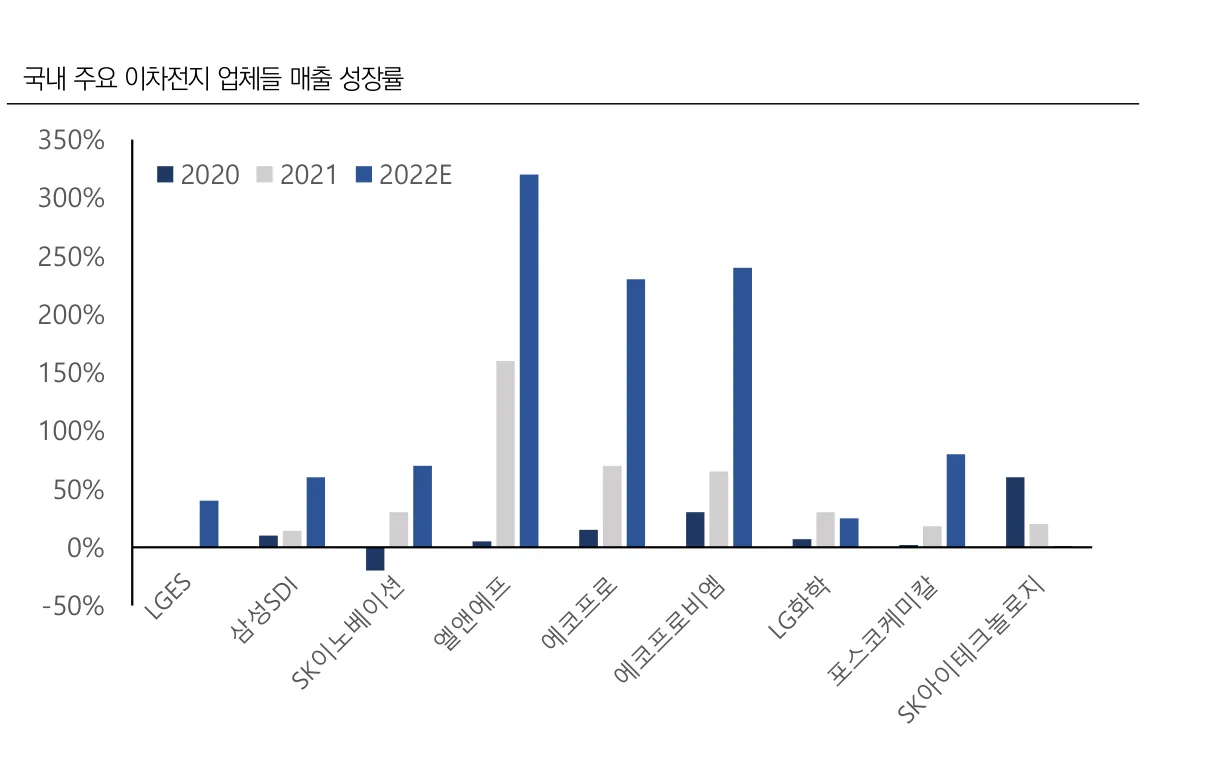 국내 주요 이차전지 업체들 매출 성장률
350%
2020 2021 2022E
300%
250%
200%
150%
100%
50%
0%
-50%
LGES
삼성SDI
SK이노베이션
엘앤에프
에코프로
에코프로비엠
LG화학
포스코케미칼
SK아이테크놀로지